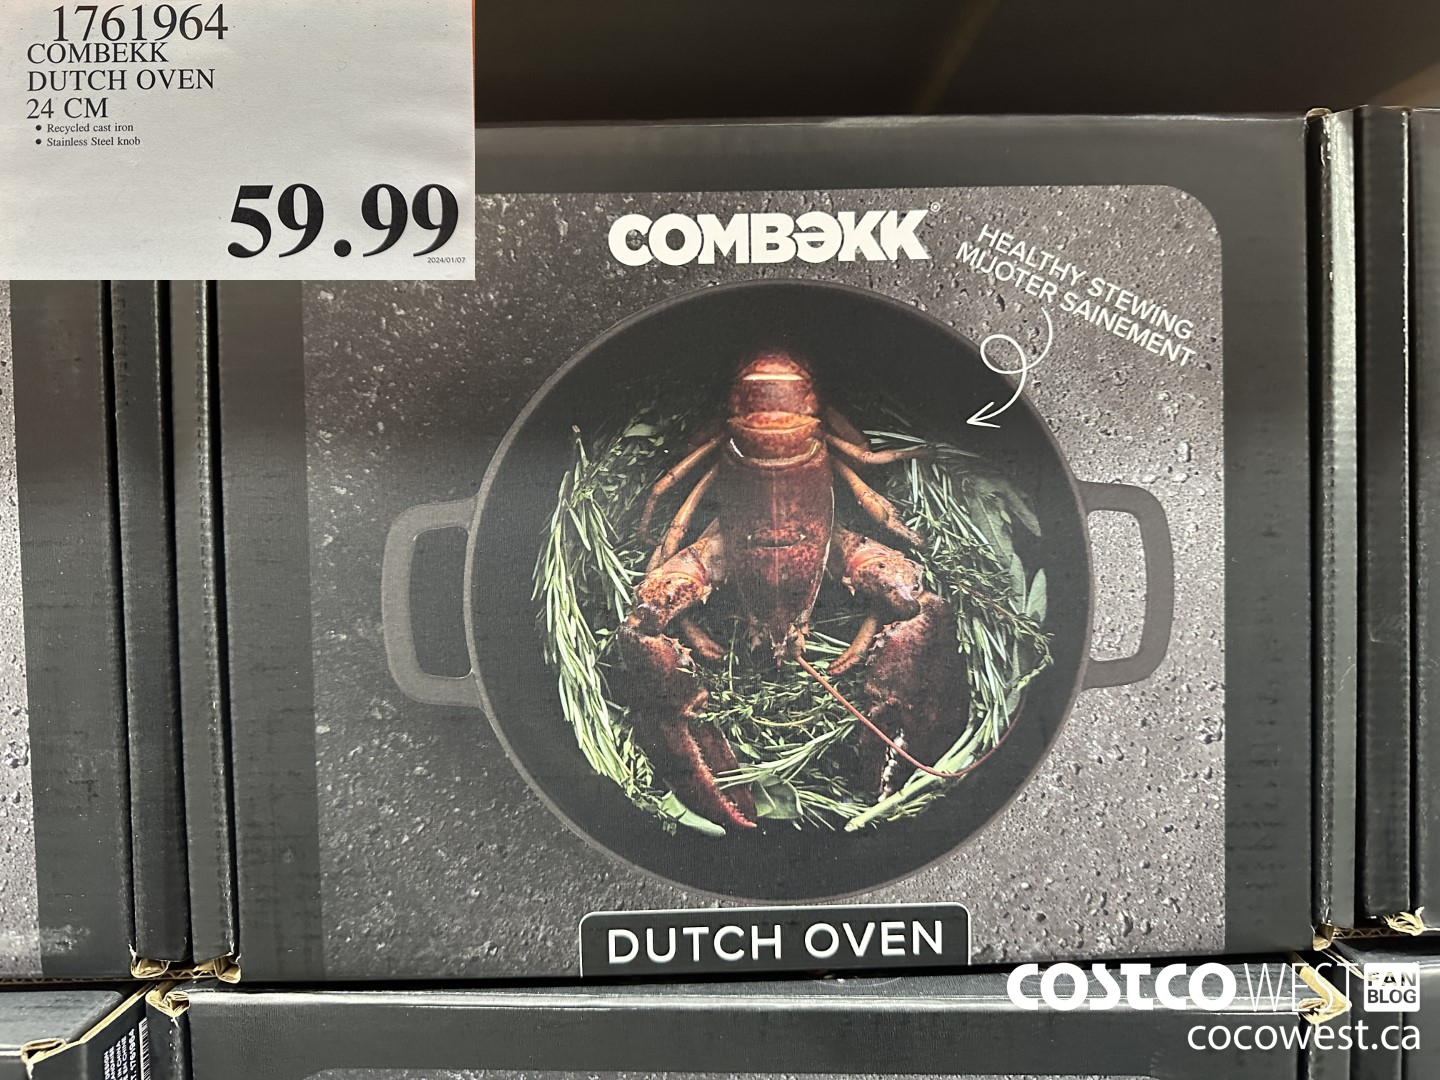 1761964
COMBEKK
DUTCH OVEN
24 CM
• Recycled cast iron
• Stainless Steel knob
59.99
2024/01/07
COMBƏKK®
HEALTHY STEWING
MIJOTER SAINEMENT
DUTCH OVEN
COSTCO WEST FAN BLOG
cocowest.ca